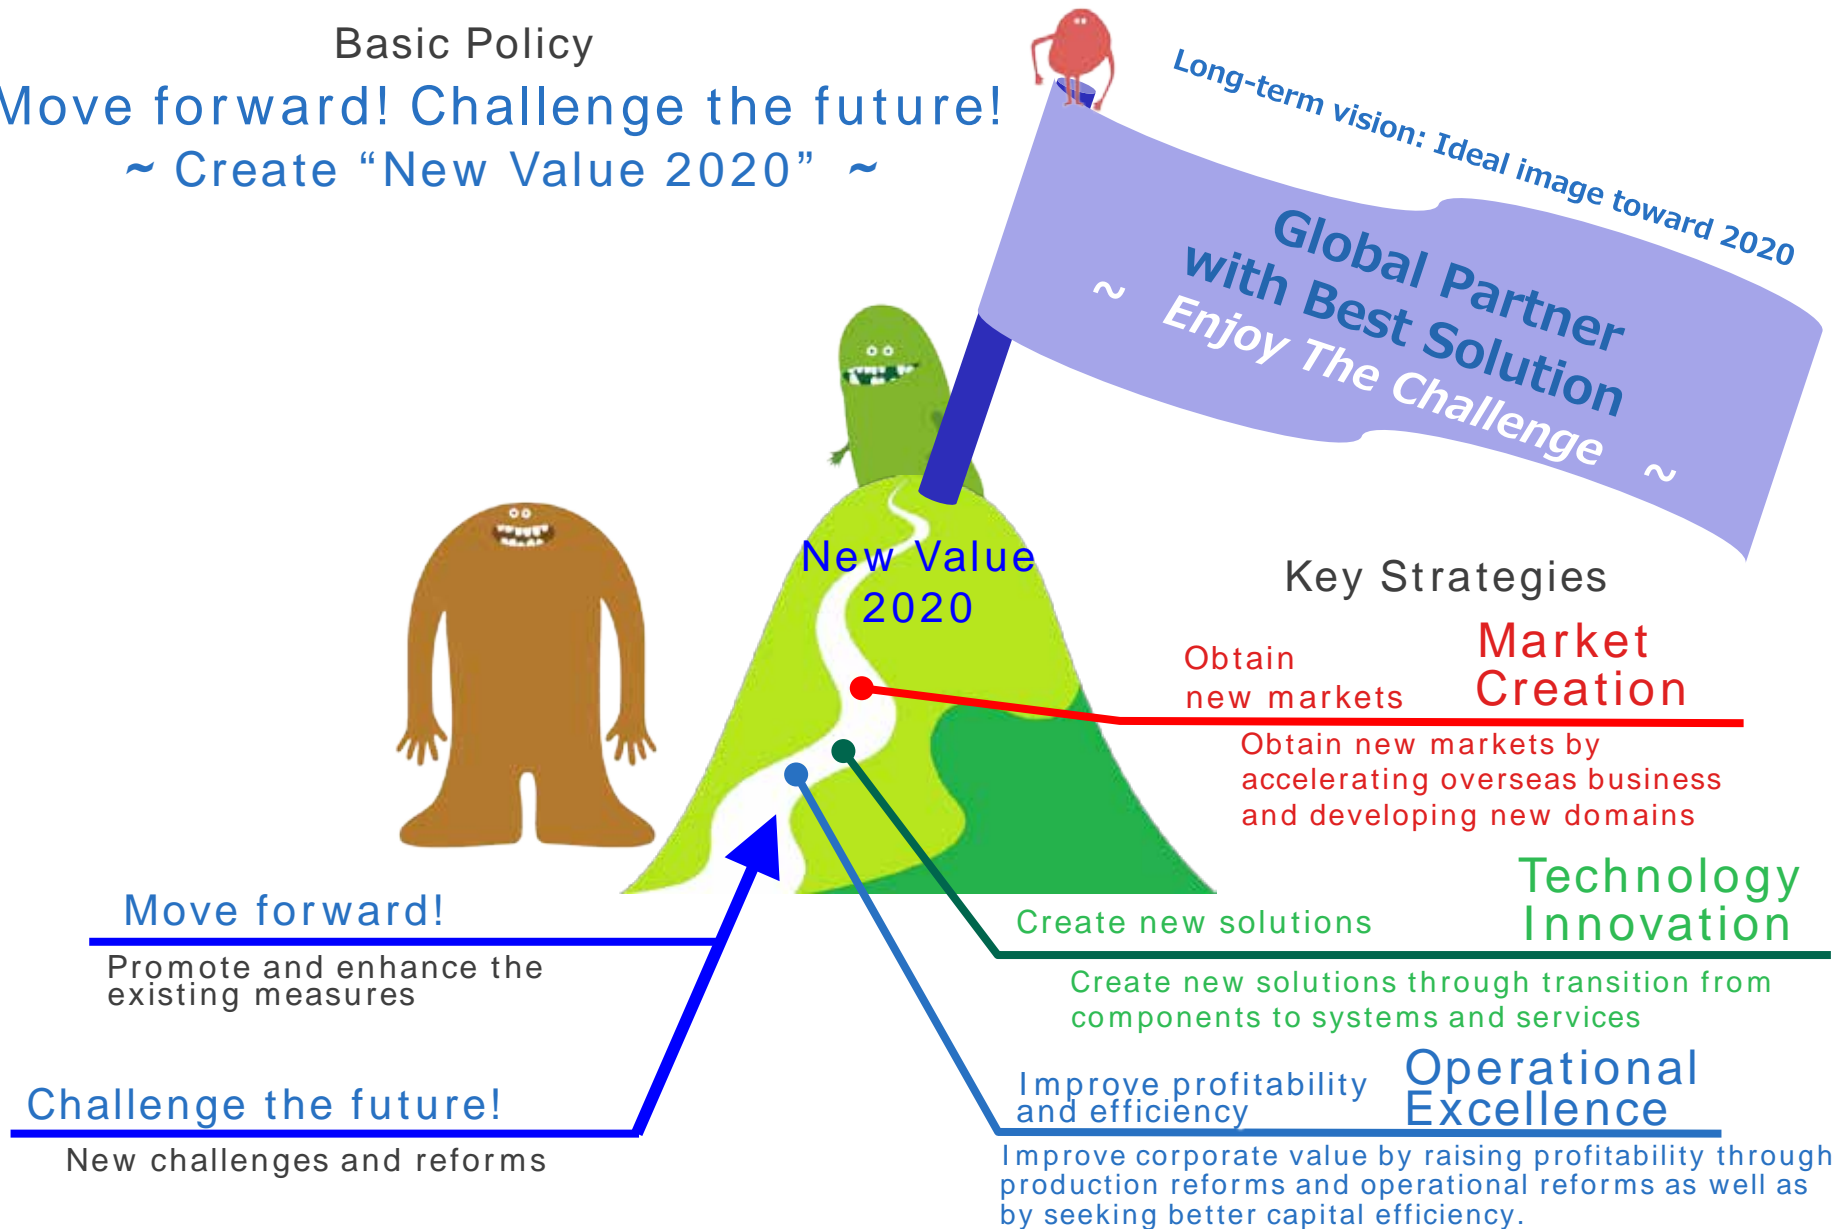 Basic Policy
Move forward! Challenge the future!
~ Create “New Value 2020” ~
Long-term vision: Ideal image toward 2020
Global Partner
with Best Solution
~ Enjoy The Challenge ~
New Value
2020
Key Strategies
Obtain
new markets
Market
Creation
Obtain new markets by
accelerating overseas business
and developing new domains
Move forward!
Promote and enhance the
existing measures
Create new solutions
Technology
Innovation
Create new solutions through transition from
components to systems and services
Challenge the future!
New challenges and reforms
Improve profitability
and efficiency
Operational
Excellence
Improve corporate value by raising profitability through
production reforms and operational reforms as well as
by seeking better capital efficiency.